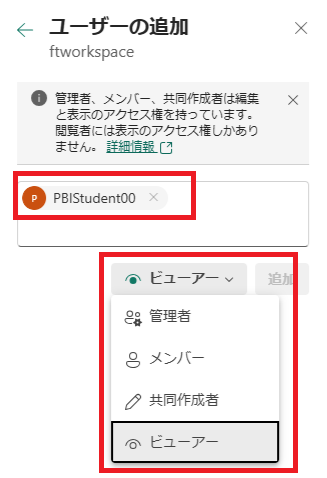 ユーザーの追加
ftworkspace
管理者、メンバー、共同作成者は編集
と表示のアクセス権を持っています。
閲覧者には表示のアクセス権しかあり
ません。 詳細情報
P PBIStudent00
ビューアー 追加
管理者
メンバー
共同作成者
ビューアー